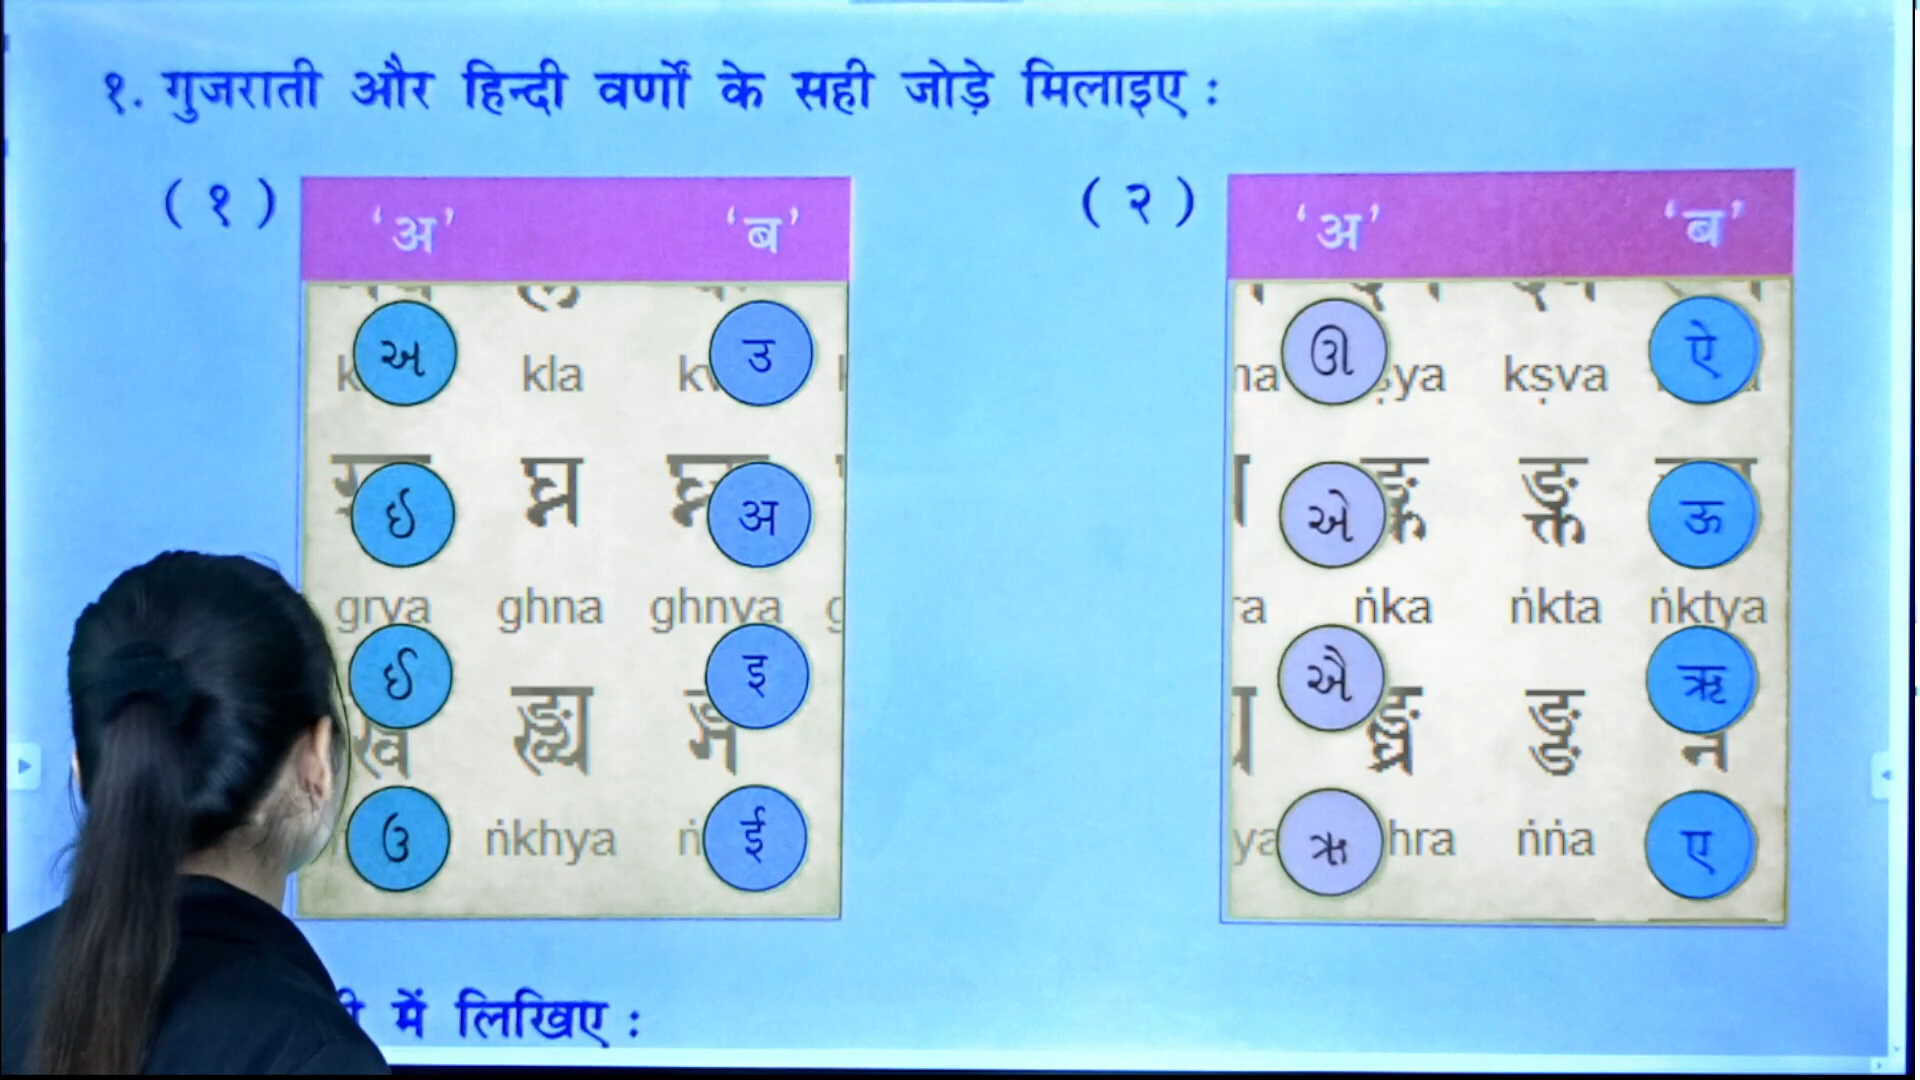 १. गुजराती और हिन्दी वर्णों के सही जोड़े मिलाइए :
( १ )
'अ' 'ब'
અ kla उ
घ्न
ઇ अ
grya ghna ghnya
ઈ इ
ઉ ṅkhya ई
( २ )
'अ' 'ब'
ઊ kṣva ऐ
એ ऊ
ṅka ṅkta ṅktya
ઐ ऋ
ઋ hra ṅṅa ए
में लिखिए :